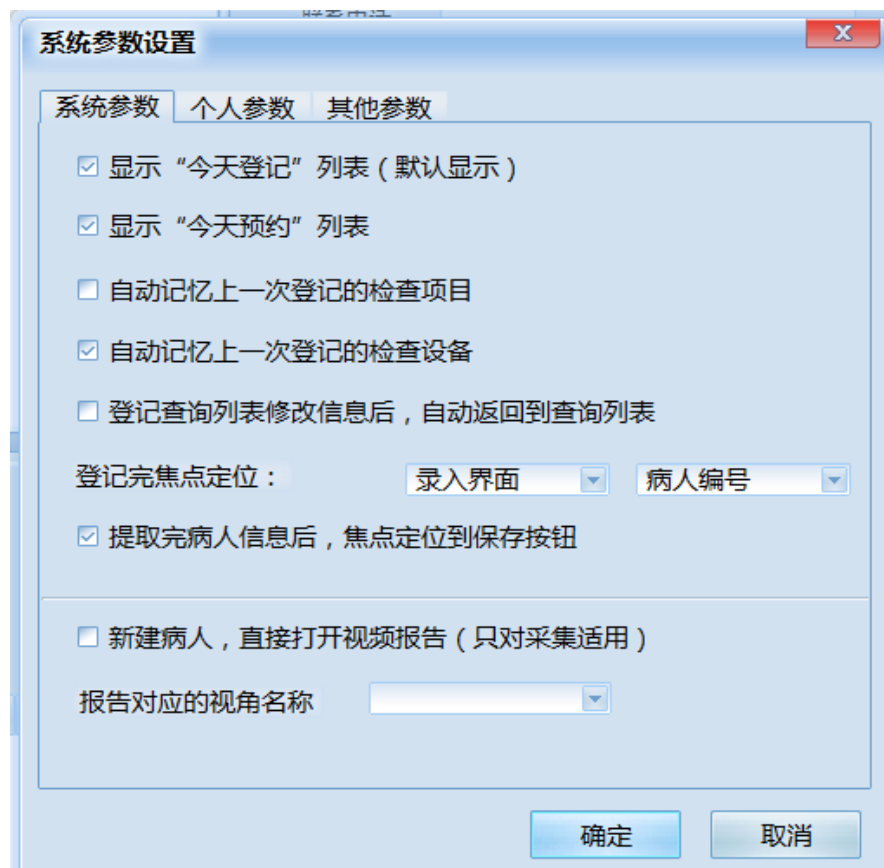 系统参数设置
系统参数 个人参数 其他参数
显示“今天登记”列表(默认显示)
显示“今天预约”列表
自动记忆上一次登记的检查项目
自动记忆上一次登记的检查设备
登记查询列表修改信息后,自动返回到查询列表
登记完焦点定位: 录入界面 病人编号
提取完病人信息后,焦点定位到保存按钮
新建病人,直接打开视频报告(只对采集适用)
报告对应的视角名称
确定 取消